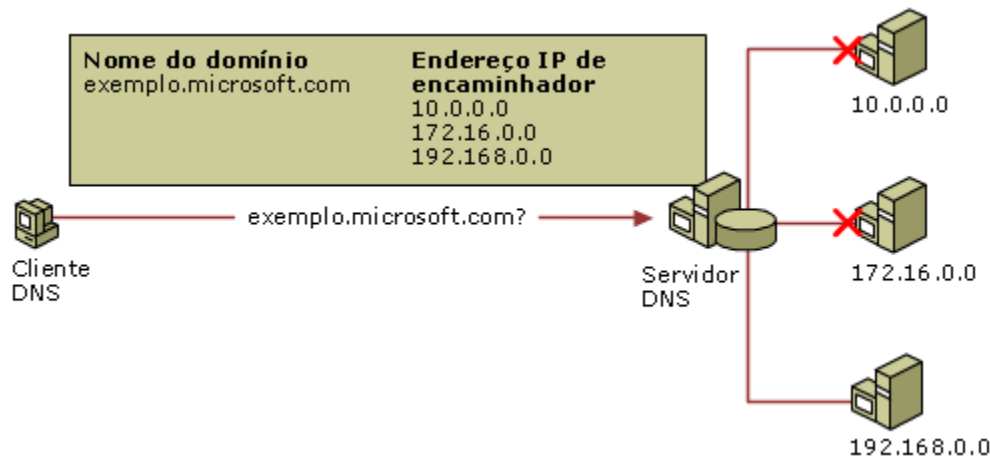 Nome do domínio
exemplo.microsoft.com
Endereço IP de
encaminhador
10.0.0.0
172.16.0.0
192.168.0.0
10.0.0.0
exemplo.microsoft.com?
Cliente
DNS
Servidor
DNS
172.16.0.0
192.168.0.0